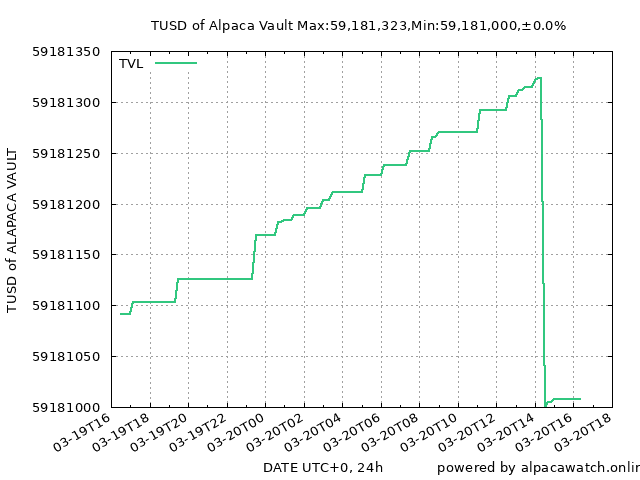 TUSD of Alpaca Vault Max:59,181,323,Min:59,181,000,±0.0%
TVL
59181350
59181300
59181250
59181200
59181150
59181100
59181050
59181000
TUSD of ALAPACA VAULT
03-19T16
03-19T18
03-19T20
03-19T22
03-20T00
03-20T02
03-20T04
03-20T06
03-20T08
03-20T10
03-20T12
03-20T14
03-20T16
03-20T18
DATE UTC+0, 24h
powered by alpacawatch.onlin